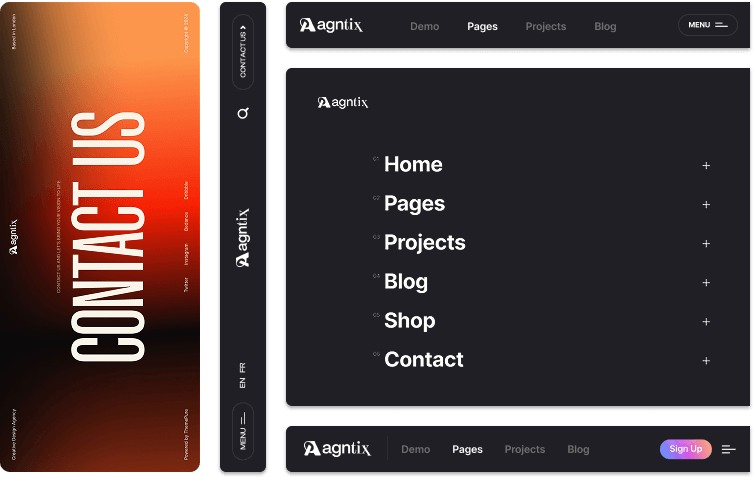 Based in London
Copyright © 2024
CONTACT US
CONTACT US AND LET'S BRING YOUR VISION TO LIFE
Agntix
Dribbble
Behance
Instagram
Twitter
Creative Design Agency
Powered by ThemePure
CONTACT US
Agntix
EN FR
MENU
Agntix
Demo Pages Projects Blog
MENU
Agntix
01 Home +
02 Pages +
03 Projects +
04 Blog +
05 Shop +
06 Contact +
Agntix
Demo Pages Projects Blog
Sign Up